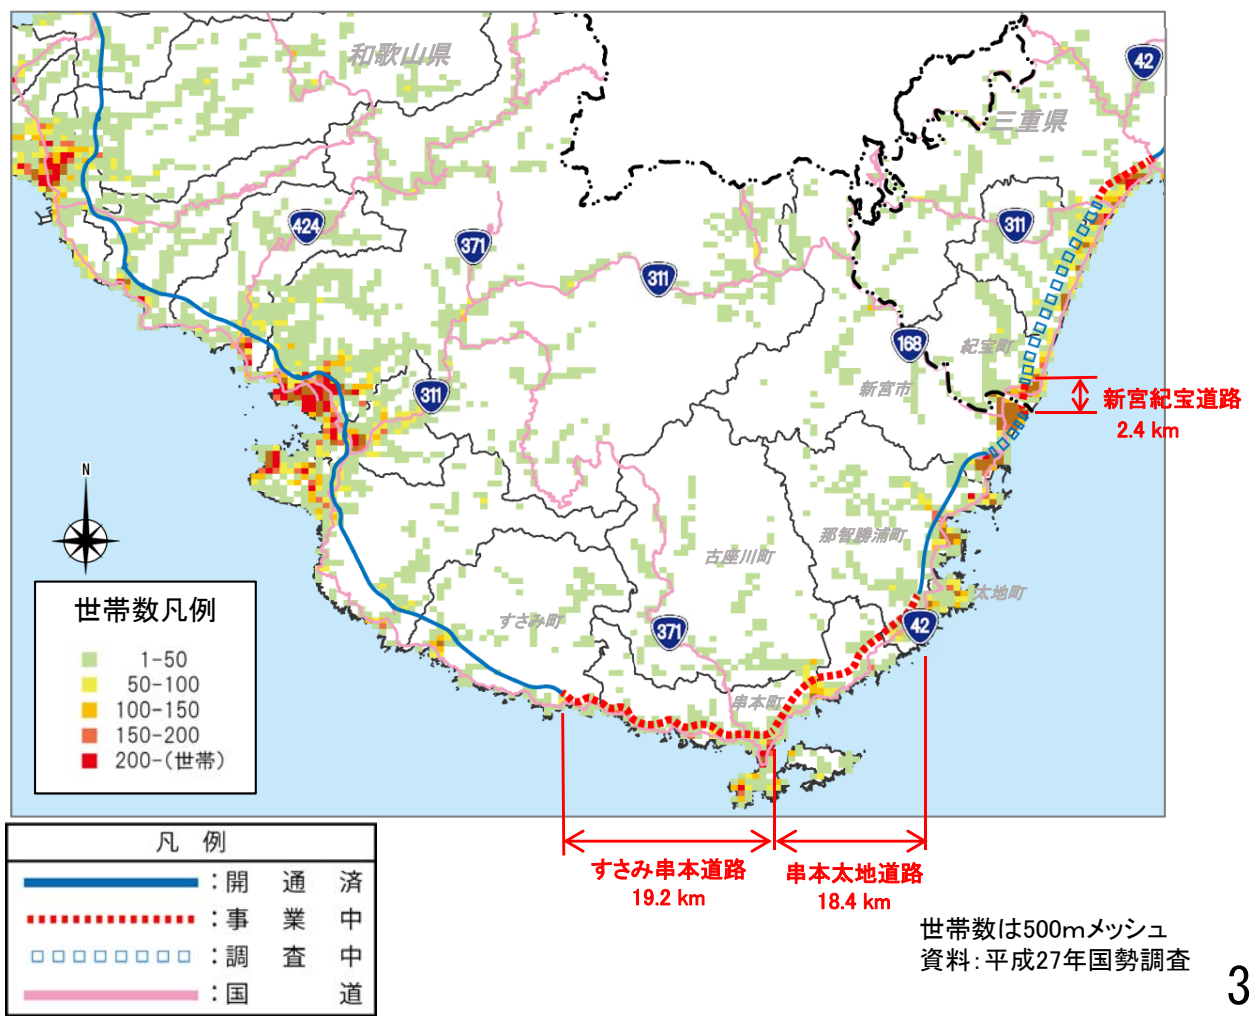 和歌山県
42
三重県
424
371
311
311
168
紀宝町
新宮市
311
新宮紀宝道路
2.4 km
N
那智勝浦町
古座川町
太地町
すさみ町
371
42
串本町
世帯数凡例
1-50
50-100
100-150
150-200
200-(世帯)
すさみ串本道路
19.2 km
串本太地道路
18.4 km
凡 例
:開 通 済
:事 業 中
:調 査 中
:国 道
世帯数は500mメッシュ
資料:平成27年国勢調査
3